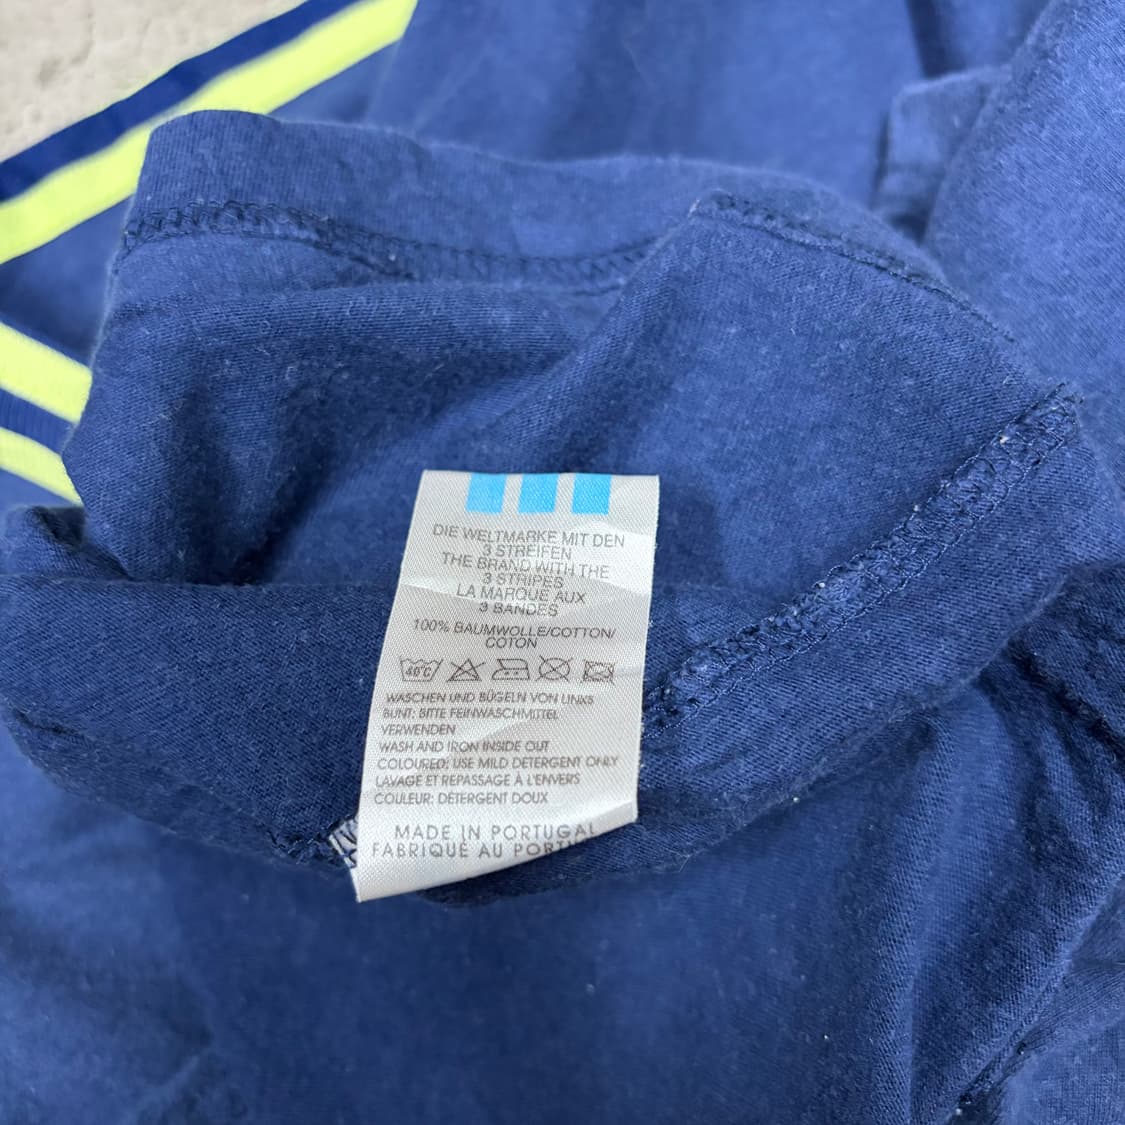 DIE WELTMARKE MIT DEN
3 STREIFEN
THE BRAND WITH THE
3 STRIPES
LA MARQUE AUX
3 BANDES
100% BAUMWOLLE/COTTON/
COTON
40°C
WASCHEN UND BÜGELN VON LINKS
BUNT: BITTE FEINWASCHMITTEL
VERWENDEN
WASH AND IRON INSIDE OUT
COLOURED: USE MILD DETERGENT ONLY
LAVAGE ET REPASSAGE À L'ENVERS
COULEUR: DÉTERGENT DOUX
MADE IN PORTUGAL
FABRIQUÉ AU